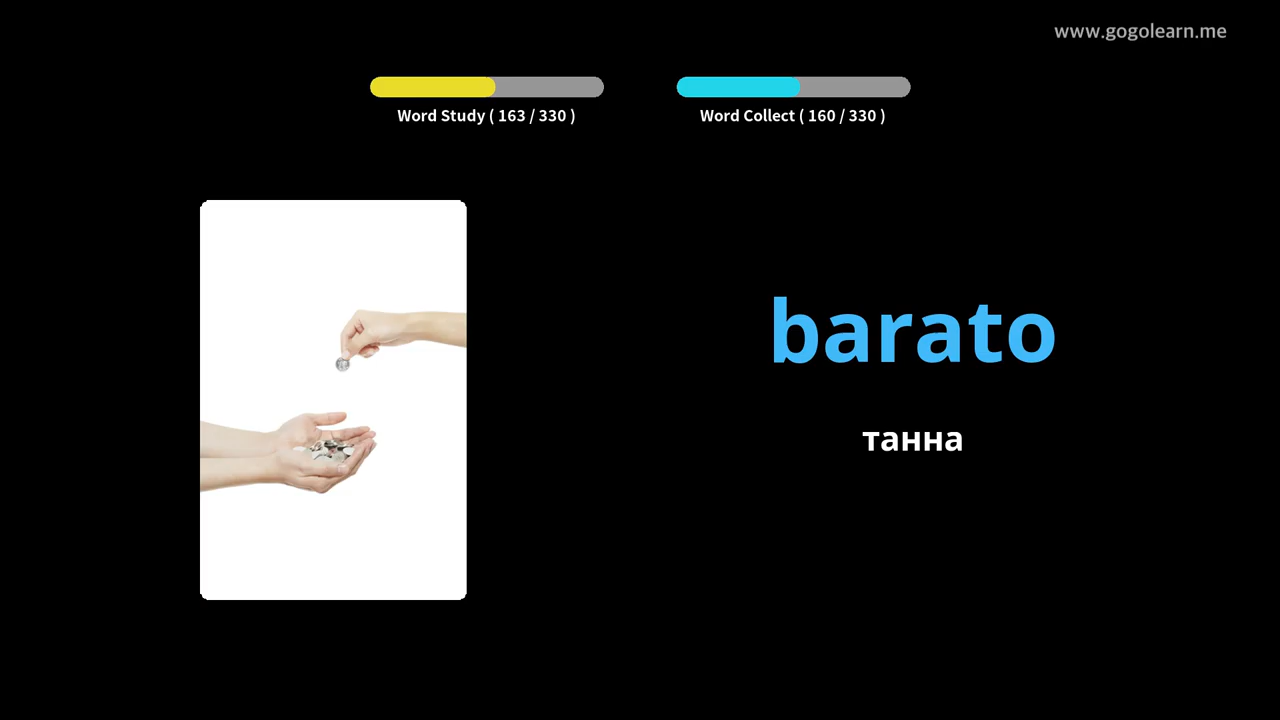 www.gogolearn.me
Word Study ( 163 / 330 )
Word Collect ( 160 / 330 )
barato
танна